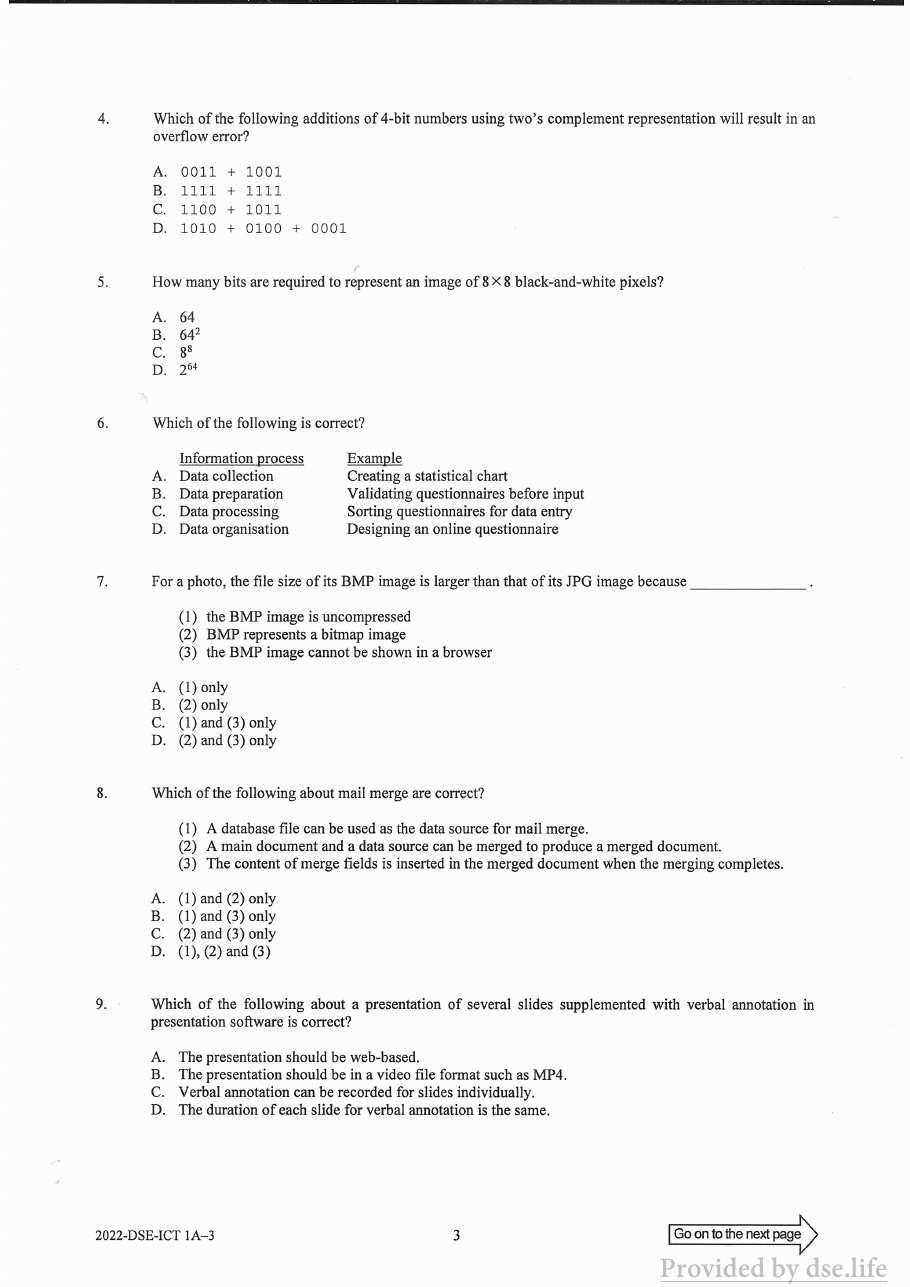 4. Which of the following additions of 4-bit numbers using two's complement representation will result in an
overflow error?
A. 0011 + 1001
B. 1111 + 1111
C. 1100 + 1011
D. 1010 + 0100 + 0001
5. How many bits are required to represent an image of 8×8 black-and-white pixels?
A. 64
B. 64²
C. 8⁸
D. 2⁶⁴
6. Which of the following is correct?
Information process Example
A. Data collection Creating a statistical chart
B. Data preparation Validating questionnaires before input
C. Data processing Sorting questionnaires for data entry
D. Data organisation Designing an online questionnaire
7. For a photo, the file size of its BMP image is larger than that of its JPG image because ______________ .
(1) the BMP image is uncompressed
(2) BMP represents a bitmap image
(3) the BMP image cannot be shown in a browser
A. (1) only
B. (2) only
C. (1) and (3) only
D. (2) and (3) only
8. Which of the following about mail merge are correct?
(1) A database file can be used as the data source for mail merge.
(2) A main document and a data source can be merged to produce a merged document.
(3) The content of merge fields is inserted in the merged document when the merging completes.
A. (1) and (2) only
B. (1) and (3) only
C. (2) and (3) only
D. (1), (2) and (3)
9. Which of the following about a presentation of several slides supplemented with verbal annotation in
presentation software is correct?
A. The presentation should be web-based.
B. The presentation should be in a video file format such as MP4.
C. Verbal annotation can be recorded for slides individually.
D. The duration of each slide for verbal annotation is the same.
2022-DSE-ICT 1A–3 3 Go on to the next page
Provided by dse.life